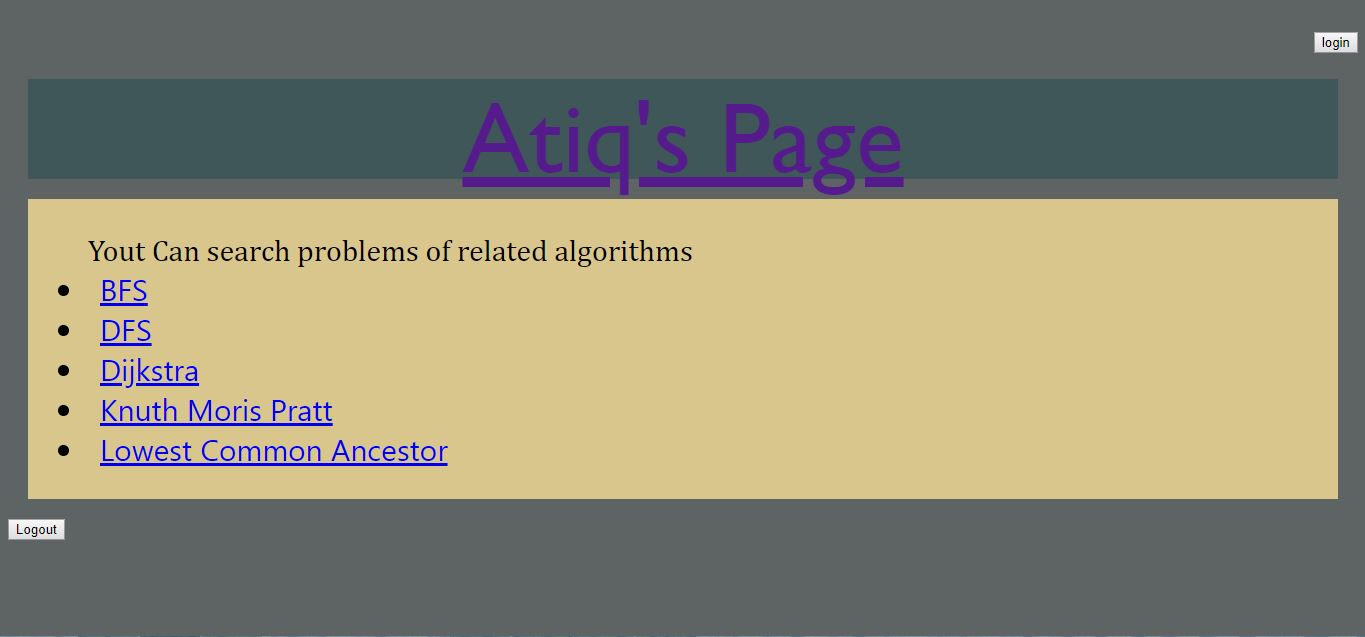 login
Atiq's Page
Yout Can search problems of related algorithms
BFS
DFS
Dijkstra
Knuth Moris Pratt
Lowest Common Ancestor
Logout